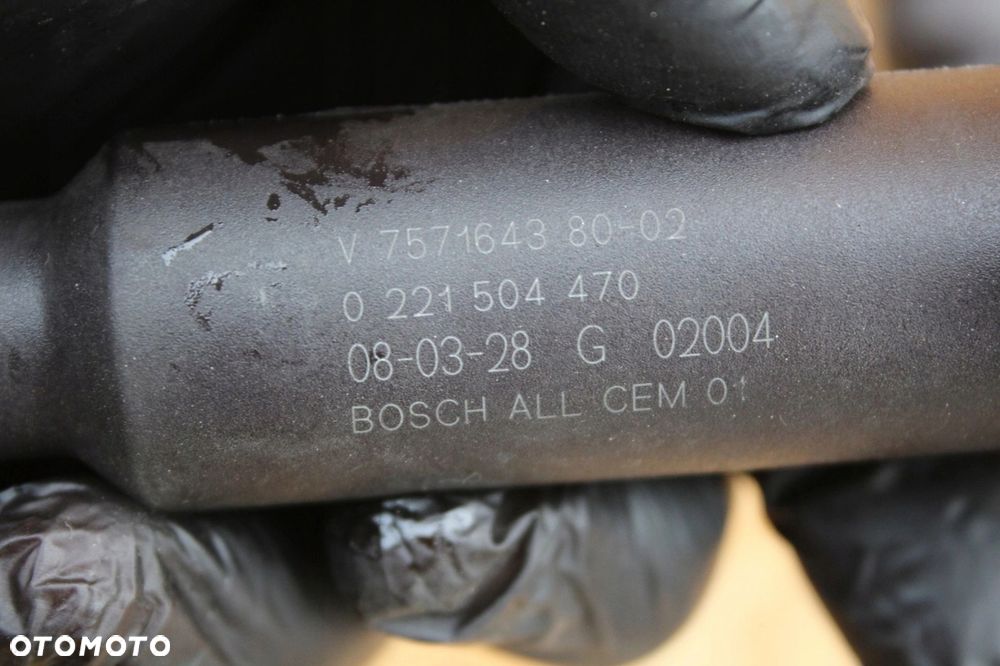 V 7571643 80-02
0 221 504 470
08-03-28 G 02004
BOSCH ALL CEM 01
OTOMOTO